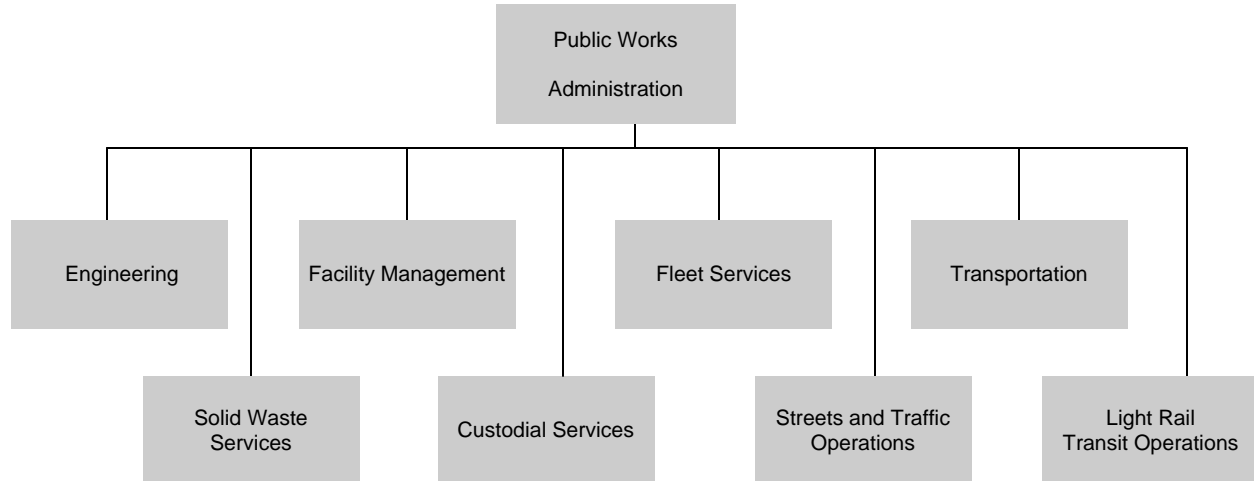 Public Works
Administration
Engineering
Facility Management
Fleet Services
Transportation
Solid Waste
Services
Custodial Services
Streets and Traffic
Operations
Light Rail
Transit Operations